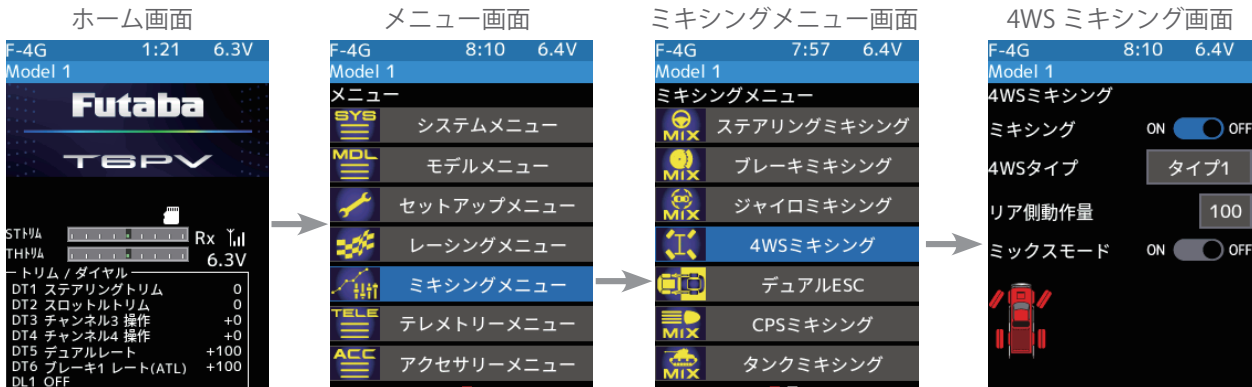 ホーム画面
F-4G 1:21 6.3V
Model 1
Futaba
T6PV
STトリム
Rx
THトリム
6.3V
トリム / ダイヤル
DT1 ステアリングトリム 0
DT2 スロットルトリム 0
DT3 チャンネル3 操作 +0
DT4 チャンネル4 操作 +0
DT5 デュアルレート +100
DT6 ブレーキ1 レート(ATL) +100
DL1 OFF
メニュー画面
F-4G 8:10 6.4V
Model 1
メニュー
SYS システムメニュー
MDL モデルメニュー
セットアップメニュー
レーシングメニュー
ミキシングメニュー
TELE テレメトリーメニュー
ACC アクセサリーメニュー
ミキシングメニュー画面
F-4G 7:57 6.4V
Model 1
ミキシングメニュー
MIX ステアリングミキシング
MIX ブレーキミキシング
MIX ジャイロミキシング
4WSミキシング
デュアルESC
MIX CPSミキシング
MIX タンクミキシング
4WS ミキシング画面
F-4G 8:10 6.4V
Model 1
4WSミキシング
ミキシング ON OFF
4WSタイプ タイプ1
リア側動作量 100
ミックスモード ON OFF